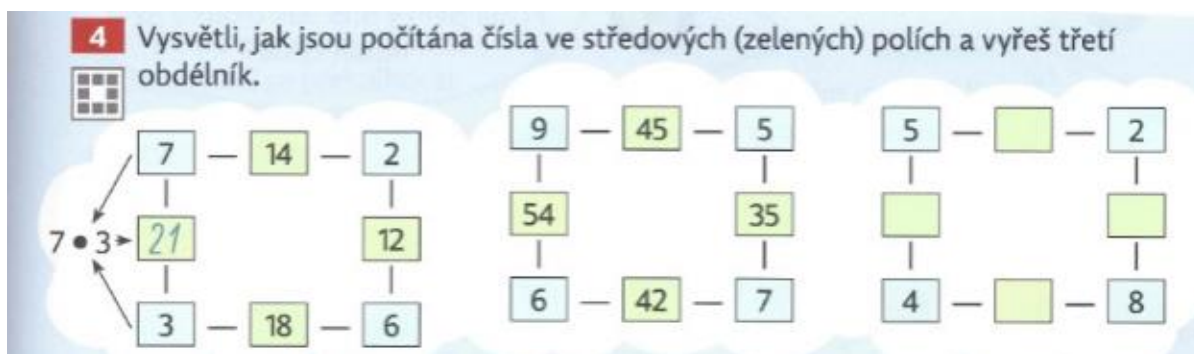 4 Vysvětli, jak jsou počítána čísla ve středových (zelených) polích a vyřeš třetí
obdélník.
7 — 14 — 2
7 • 3 21 12
3 — 18 — 6
9 — 45 — 5
54 35
6 — 42 — 7
5 — — 2
4 — — 8